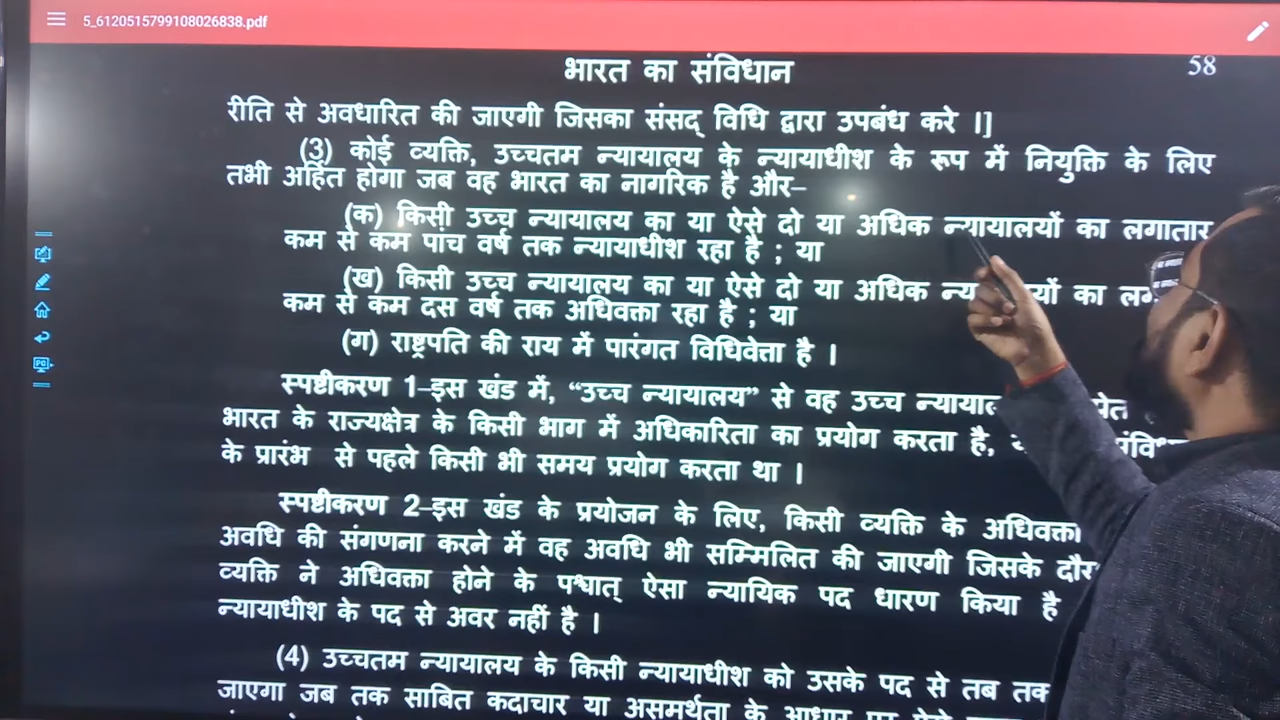 5_6120515799108026838.pdf
भारत का संविधान
58
रीति से अवधारित की जाएगी जिसका संसद् विधि द्वारा उपबंध करे ।]
(3) कोई व्यक्ति, उच्चतम न्यायालय के न्यायाधीश के रूप में नियुक्ति के लिए
तभी अर्हित होगा जब वह भारत का नागरिक है और–
(क) किसी उच्च न्यायालय का या ऐसे दो या अधिक न्यायालयों का लगातार
कम से कम पांच वर्ष तक न्यायाधीश रहा है ; या
(ख) किसी उच्च न्यायालय का या ऐसे दो या अधिक का
कम से कम दस वर्ष तक अधिवक्ता रहा है ; या
(ग) राष्ट्रपति की राय में पारंगत विधिवेत्ता है ।
स्पष्टीकरण 1–इस खंड में, “उच्च न्यायालय” से वह उच्च
भारत के राज्यक्षेत्र के किसी भाग में अधिकारिता का प्रयोग करता है,
के प्रारंभ से पहले किसी भी समय प्रयोग करता था ।
स्पष्टीकरण 2–इस खंड के प्रयोजन के लिए, किसी व्यक्ति के अधिवक्ता
अवधि की संगणना करने में वह अवधि भी सम्मिलित की जाएगी जिसके
व्यक्ति ने अधिवक्ता होने के पश्चात् ऐसा न्यायिक पद धारण किया है
न्यायाधीश के पद से अवर नहीं है ।
(4) उच्चतम न्यायालय के किसी न्यायाधीश को उसके पद से तब तक
जाएगा जब तक साबित कदाचार या असमर्थता के आधार पर ऐसे